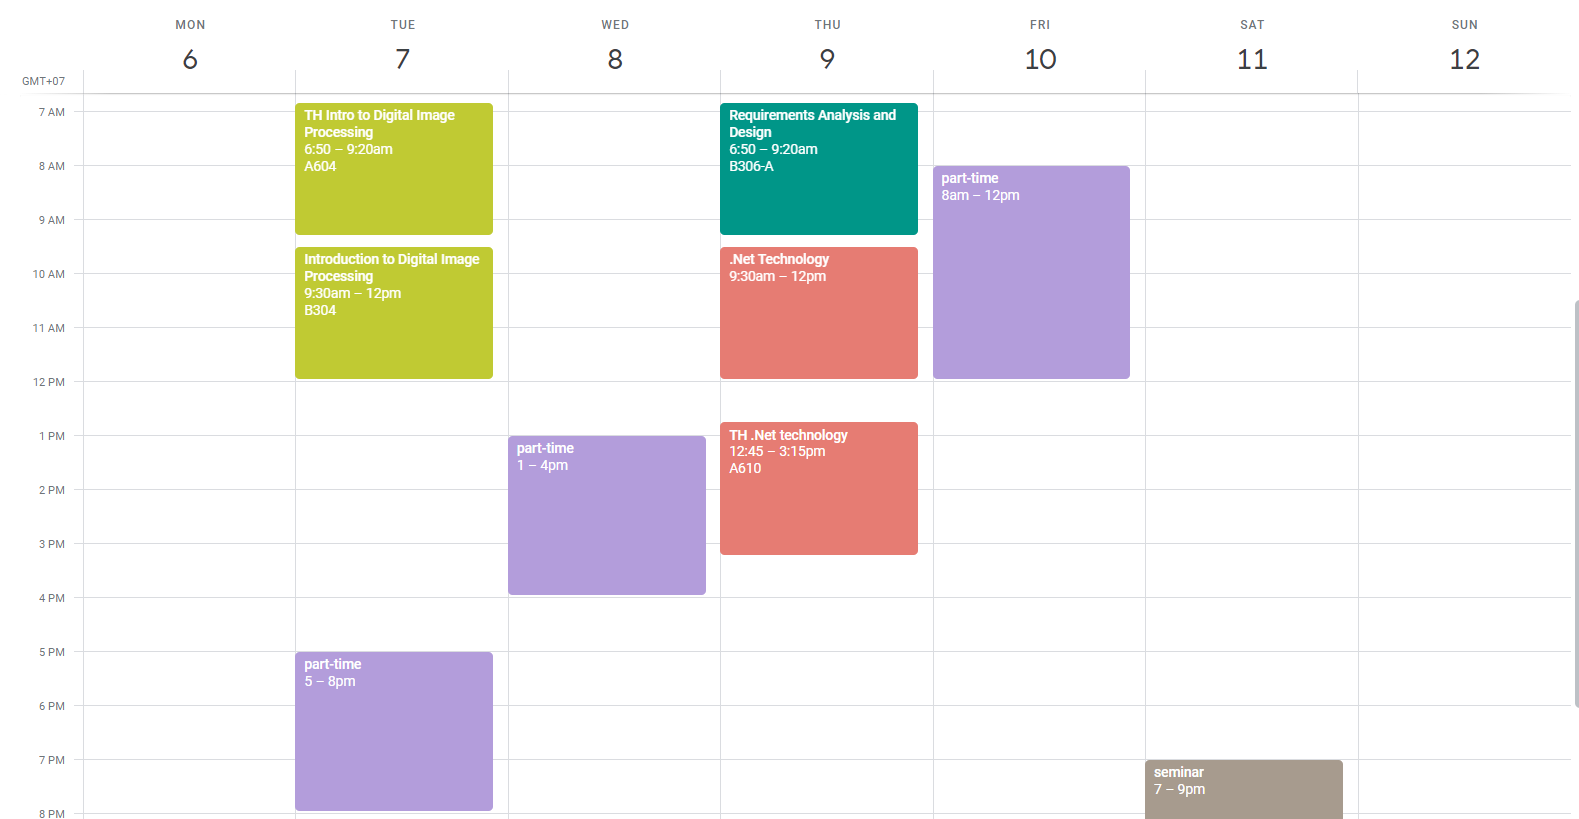 MON
TUE
WED
THU
FRI
SAT
SUN
6
7
8
9
10
11
12
GMT+07
7 AM
8 AM
9 AM
10 AM
11 AM
12 PM
1 PM
2 PM
3 PM
4 PM
5 PM
6 PM
7 PM
8 PM
TH Intro to Digital Image
Processing
6:50 – 9:20am
A604
Introduction to Digital Image
Processing
9:30am – 12pm
B304
part-time
5 – 8pm
part-time
1 – 4pm
Requirements Analysis and
Design
6:50 – 9:20am
B306-A
.Net Technology
9:30am – 12pm
TH .Net technology
12:45 – 3:15pm
A610
part-time
8am – 12pm
seminar
7 – 9pm